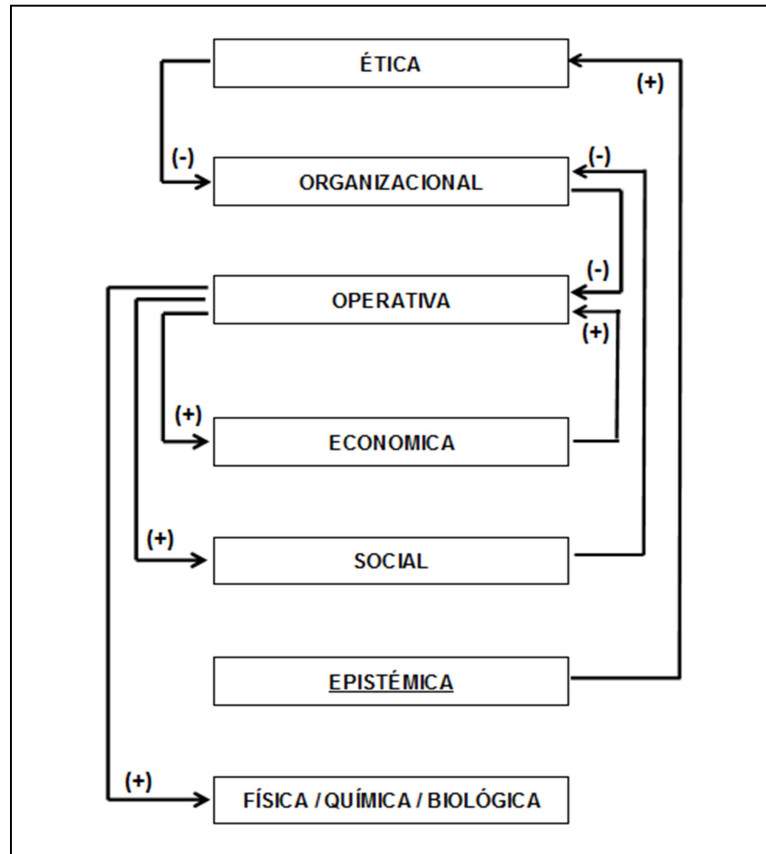 ÉTICA
(+)
(-)
(-)
ORGANIZACIONAL
(-)
OPERATIVA
(+)
(+)
ECONOMICA
(+)
SOCIAL
EPISTÉMICA
(+)
FÍSICA / QUÍMICA / BIOLÓGICA